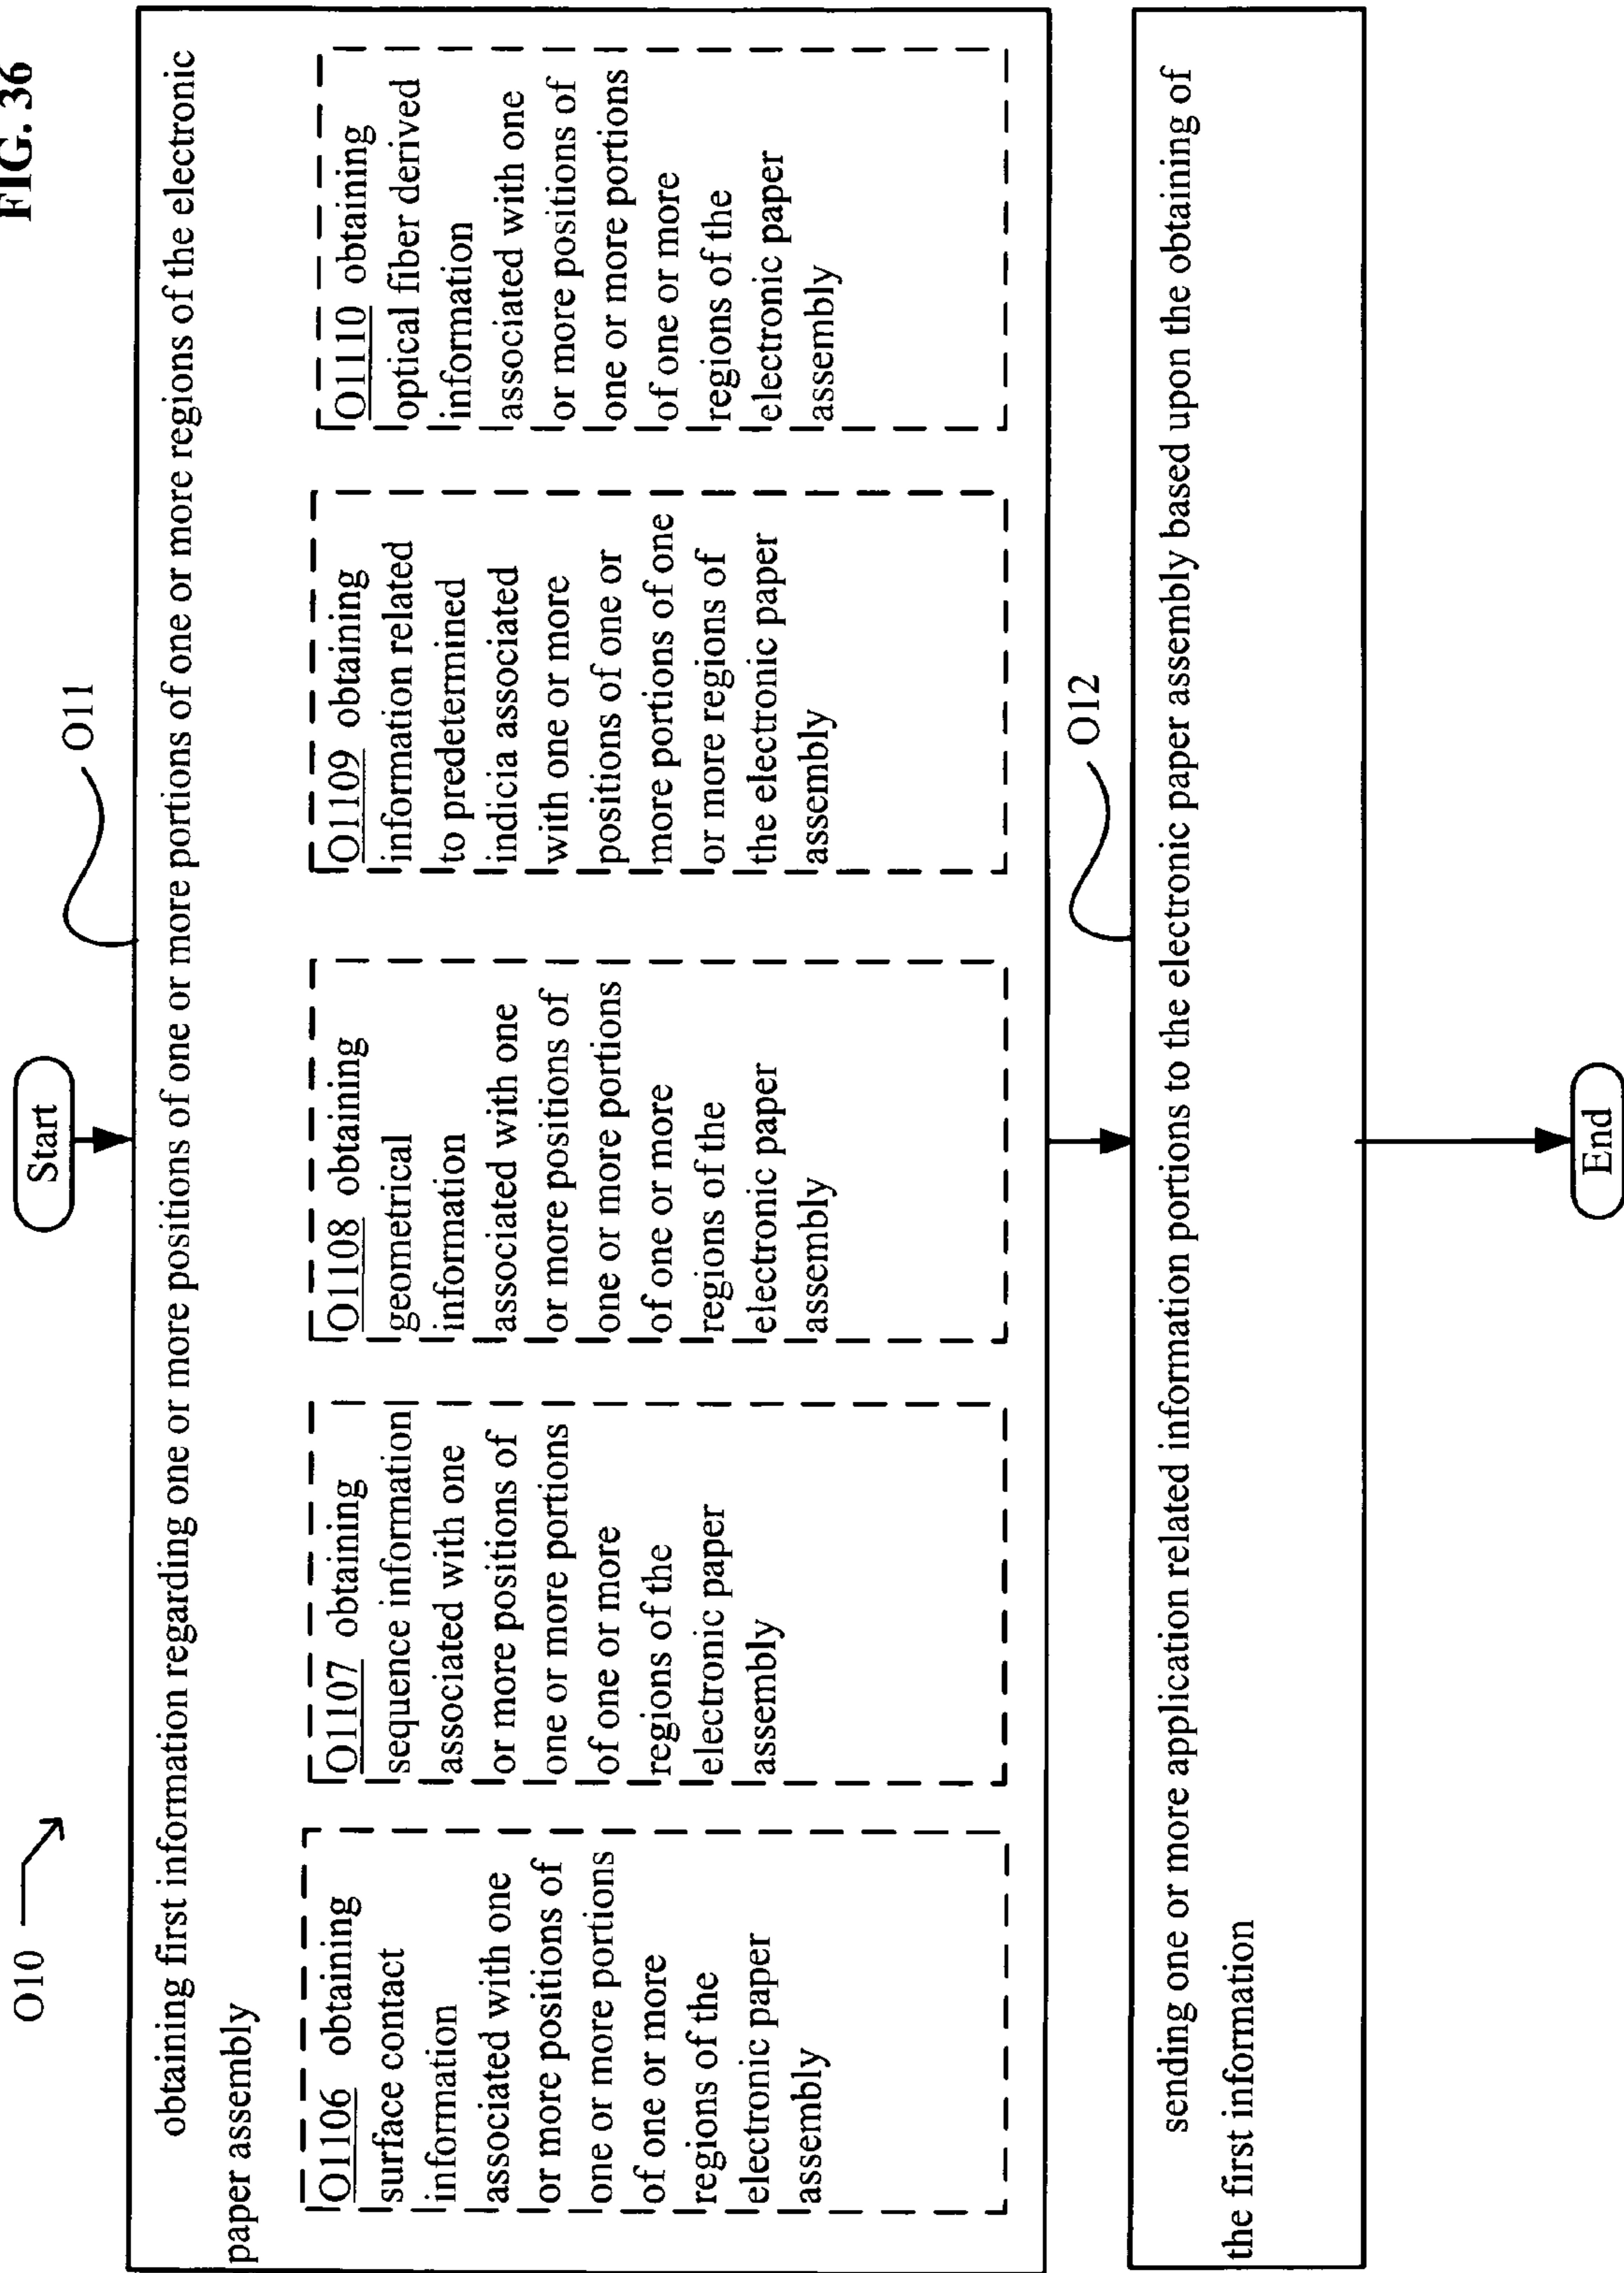 FIG. 36
O10
Start
O11
obtaining first information regarding one or more positions of one or more portions of one or more regions of the electronic
paper assembly
O1106 obtaining
surface contact
information
associated with one
or more positions of
one or more portions
of one or more
regions of the
electronic paper
assembly
O1107 obtaining
sequence information
associated with one
or more positions of
one or more portions
of one or more
regions of the
electronic paper
assembly
O1108 obtaining
geometrical
information
associated with one
or more positions of
one or more portions
of one or more
regions of the
electronic paper
assembly
O1109 obtaining
information related
to predetermined
indicia associated
with one or more
positions of one or
more portions of one
or more regions of
the electronic paper
assembly
O1110 obtaining
optical fiber derived
information
associated with one
or more positions of
one or more portions
of one or more
regions of the
electronic paper
assembly
O12
sending one or more application related information portions to the electronic paper assembly based upon the obtaining of
the first information
End